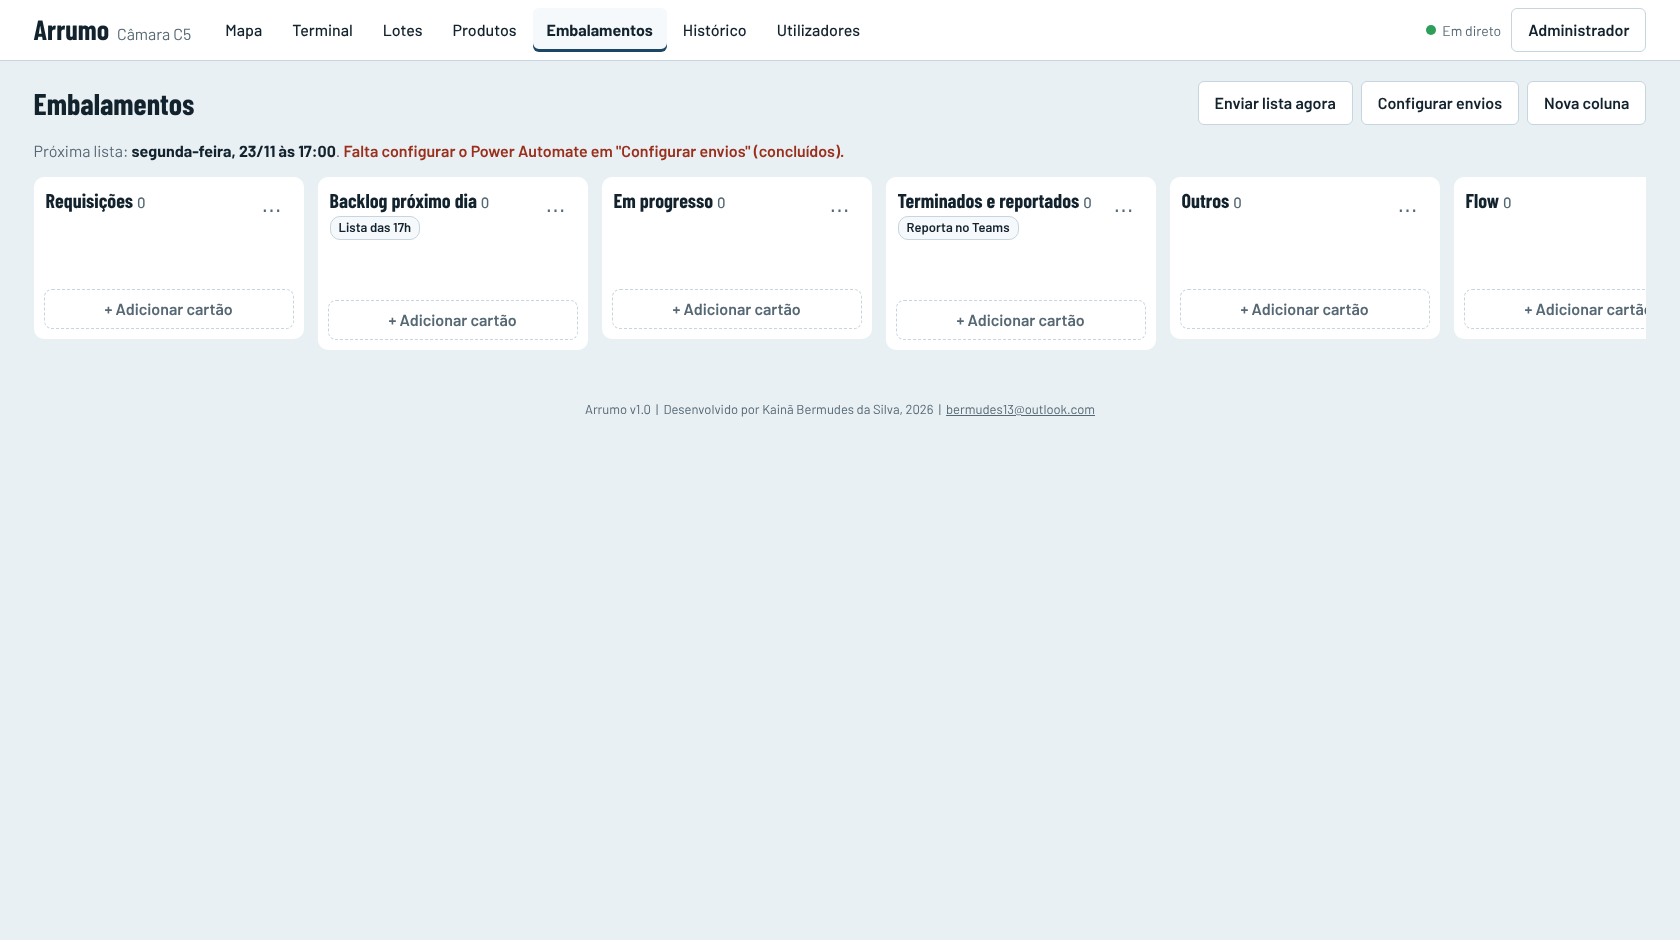 Arrumo Câmara C5 Mapa Terminal Lotes Produtos Embalamentos Histórico Utilizadores Em direto Administrador
Embalamentos Enviar lista agora Configurar envios Nova coluna
Próxima lista: segunda-feira, 23/11 às 17:00. Falta configurar o Power Automate em "Configurar envios" (concluídos).
Requisições 0 ...
+ Adicionar cartão
Backlog próximo dia 0 ...
Lista das 17h
+ Adicionar cartão
Em progresso 0 ...
+ Adicionar cartão
Terminados e reportados 0 ...
Reporta no Teams
+ Adicionar cartão
Outros 0 ...
+ Adicionar cartão
Flow 0
+ Adicionar
Arrumo v1.0 | Desenvolvido por Kainã Bermudes da Silva, 2026 | bermudes13@outlook.com